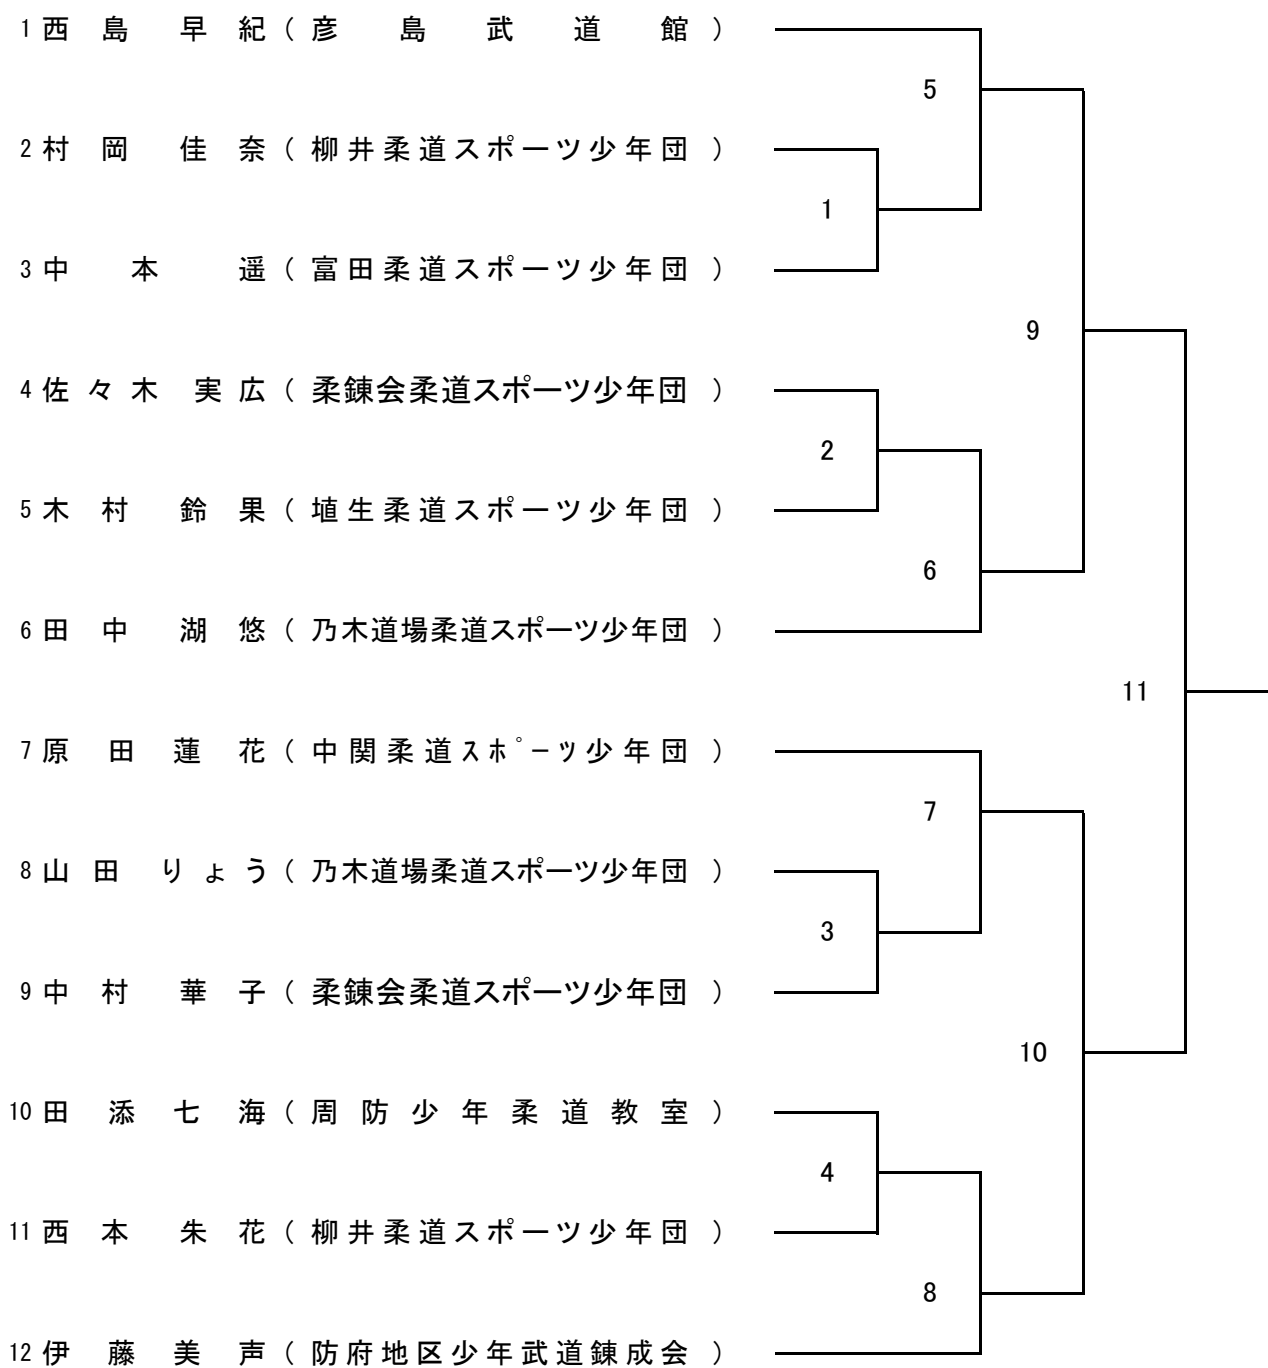 1 西島 早紀 ( 彦島武道館 )
5
2 村岡 佳奈 ( 柳井柔道スポーツ少年団 )
1
3 中本 遥 ( 富田柔道スポーツ少年団 )
9
4 佐々木 実広 ( 柔錬会柔道スポーツ少年団 )
2
5 木村 鈴果 ( 埴生柔道スポーツ少年団 )
6
6 田中 湖悠 ( 乃木道場柔道スポーツ少年団 )
11
7 原田 蓮花 ( 中関柔道ｽﾎﾟｰﾂ少年団 )
7
8 山田 りょう ( 乃木道場柔道スポーツ少年団 )
3
9 中村 華子 ( 柔錬会柔道スポーツ少年団 )
10
10 田添 七海 ( 周防少年柔道教室 )
4
11 西本 朱花 ( 柳井柔道スポーツ少年団 )
8
12 伊藤 美声 ( 防府地区少年武道錬成会 )